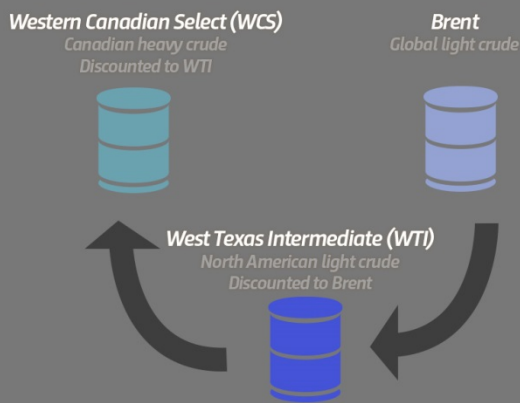 Western Canadian Select (WCS)
Canadian heavy crude
Discounted to WTI
Brent
Global light crude
West Texas Intermediate (WTI)
North American light crude
Discounted to Brent